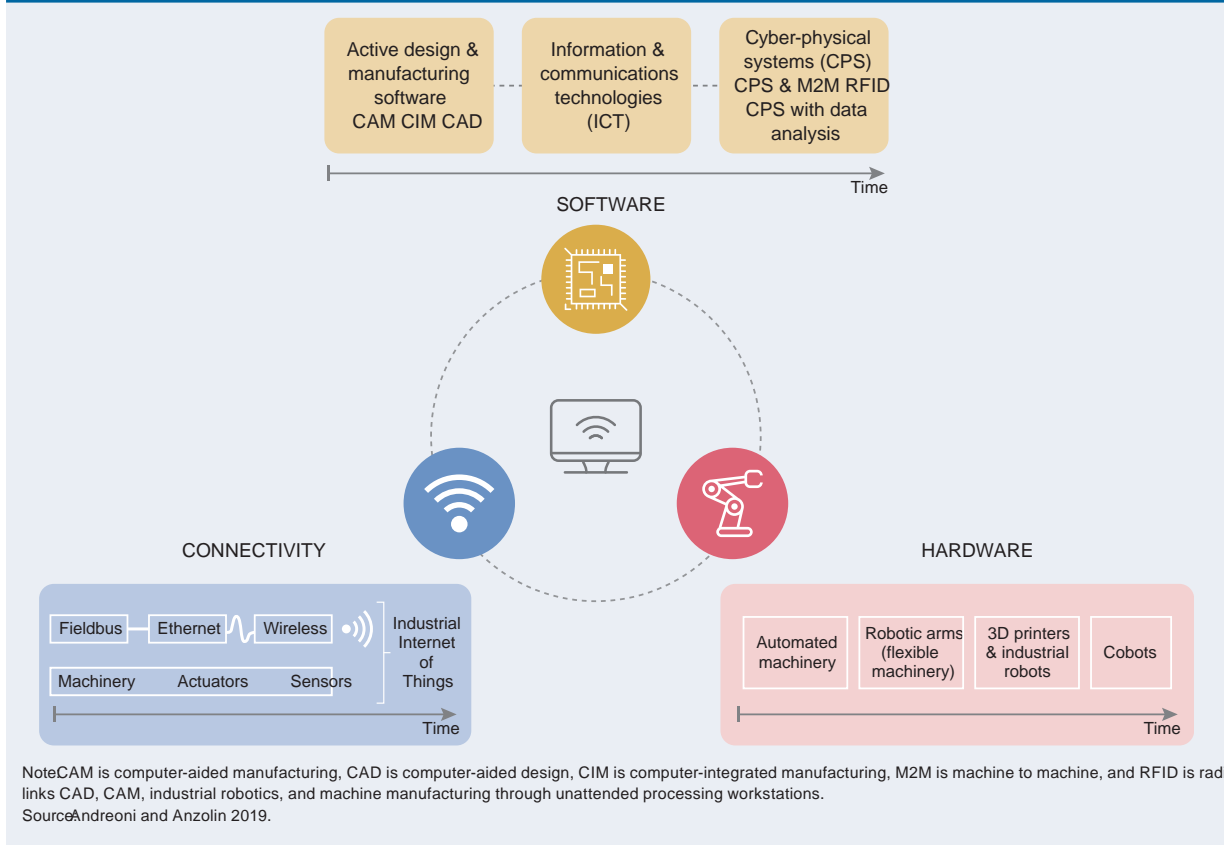 Active design &
manufacturing
software
CAM CIM CAD
Information &
communications
technologies
(ICT)
Cyber-physical
systems (CPS)
CPS & M2M RFID
CPS with data
analysis
Time
SOFTWARE
CONNECTIVITY
Fieldbus Ethernet Wireless
Machinery Actuators Sensors
Industrial
Internet
of
Things
Time
HARDWARE
Automated
machinery
Robotic arms
(flexible
machinery)
3D printers
& industrial
robots
Cobots
Time
Note:CAM is computer-aided manufacturing, CAD is computer-aided design, CIM is computer-integrated manufacturing, M2M is machine to machine, and RFID is rad
links CAD, CAM, industrial robotics, and machine manufacturing through unattended processing workstations.
Source:Andreoni and Anzolin 2019.